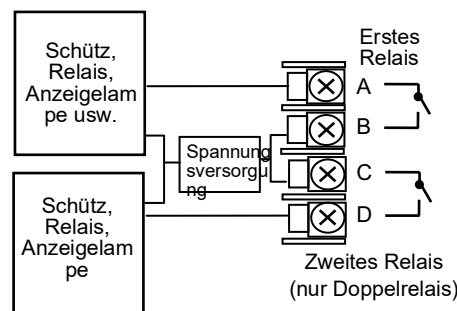 Schütz,
Relais,
Anzeigelam
pe usw.
Spannung
sversorgu
ng
Schütz,
Relais,
Anzeigelam
pe
Erstes
Relais
A
B
C
D
Zweites Relais
(nur Doppelrelais)